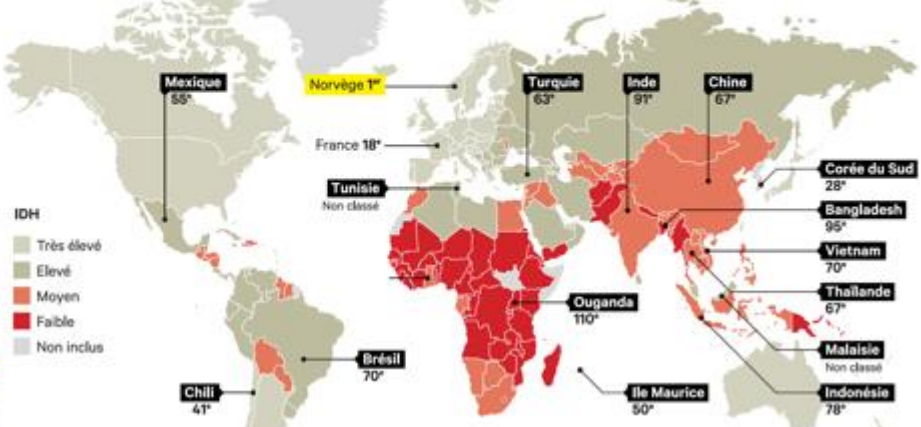 Mexique
55e
Norvège 1er
Turquie
63e
Inde
91e
Chine
67e
France 18e
Corée du Sud
28e
Tunisie
Non classé
Bangladesh
95e
IDH
Très élevé
Elevé
Moyen
Faible
Non inclus
Vietnam
70e
Thaïlande
67e
Ouganda
110e
Malaisie
Non classé
Brésil
70e
Chili
41e
Ile Maurice
50e
Indonésie
78e